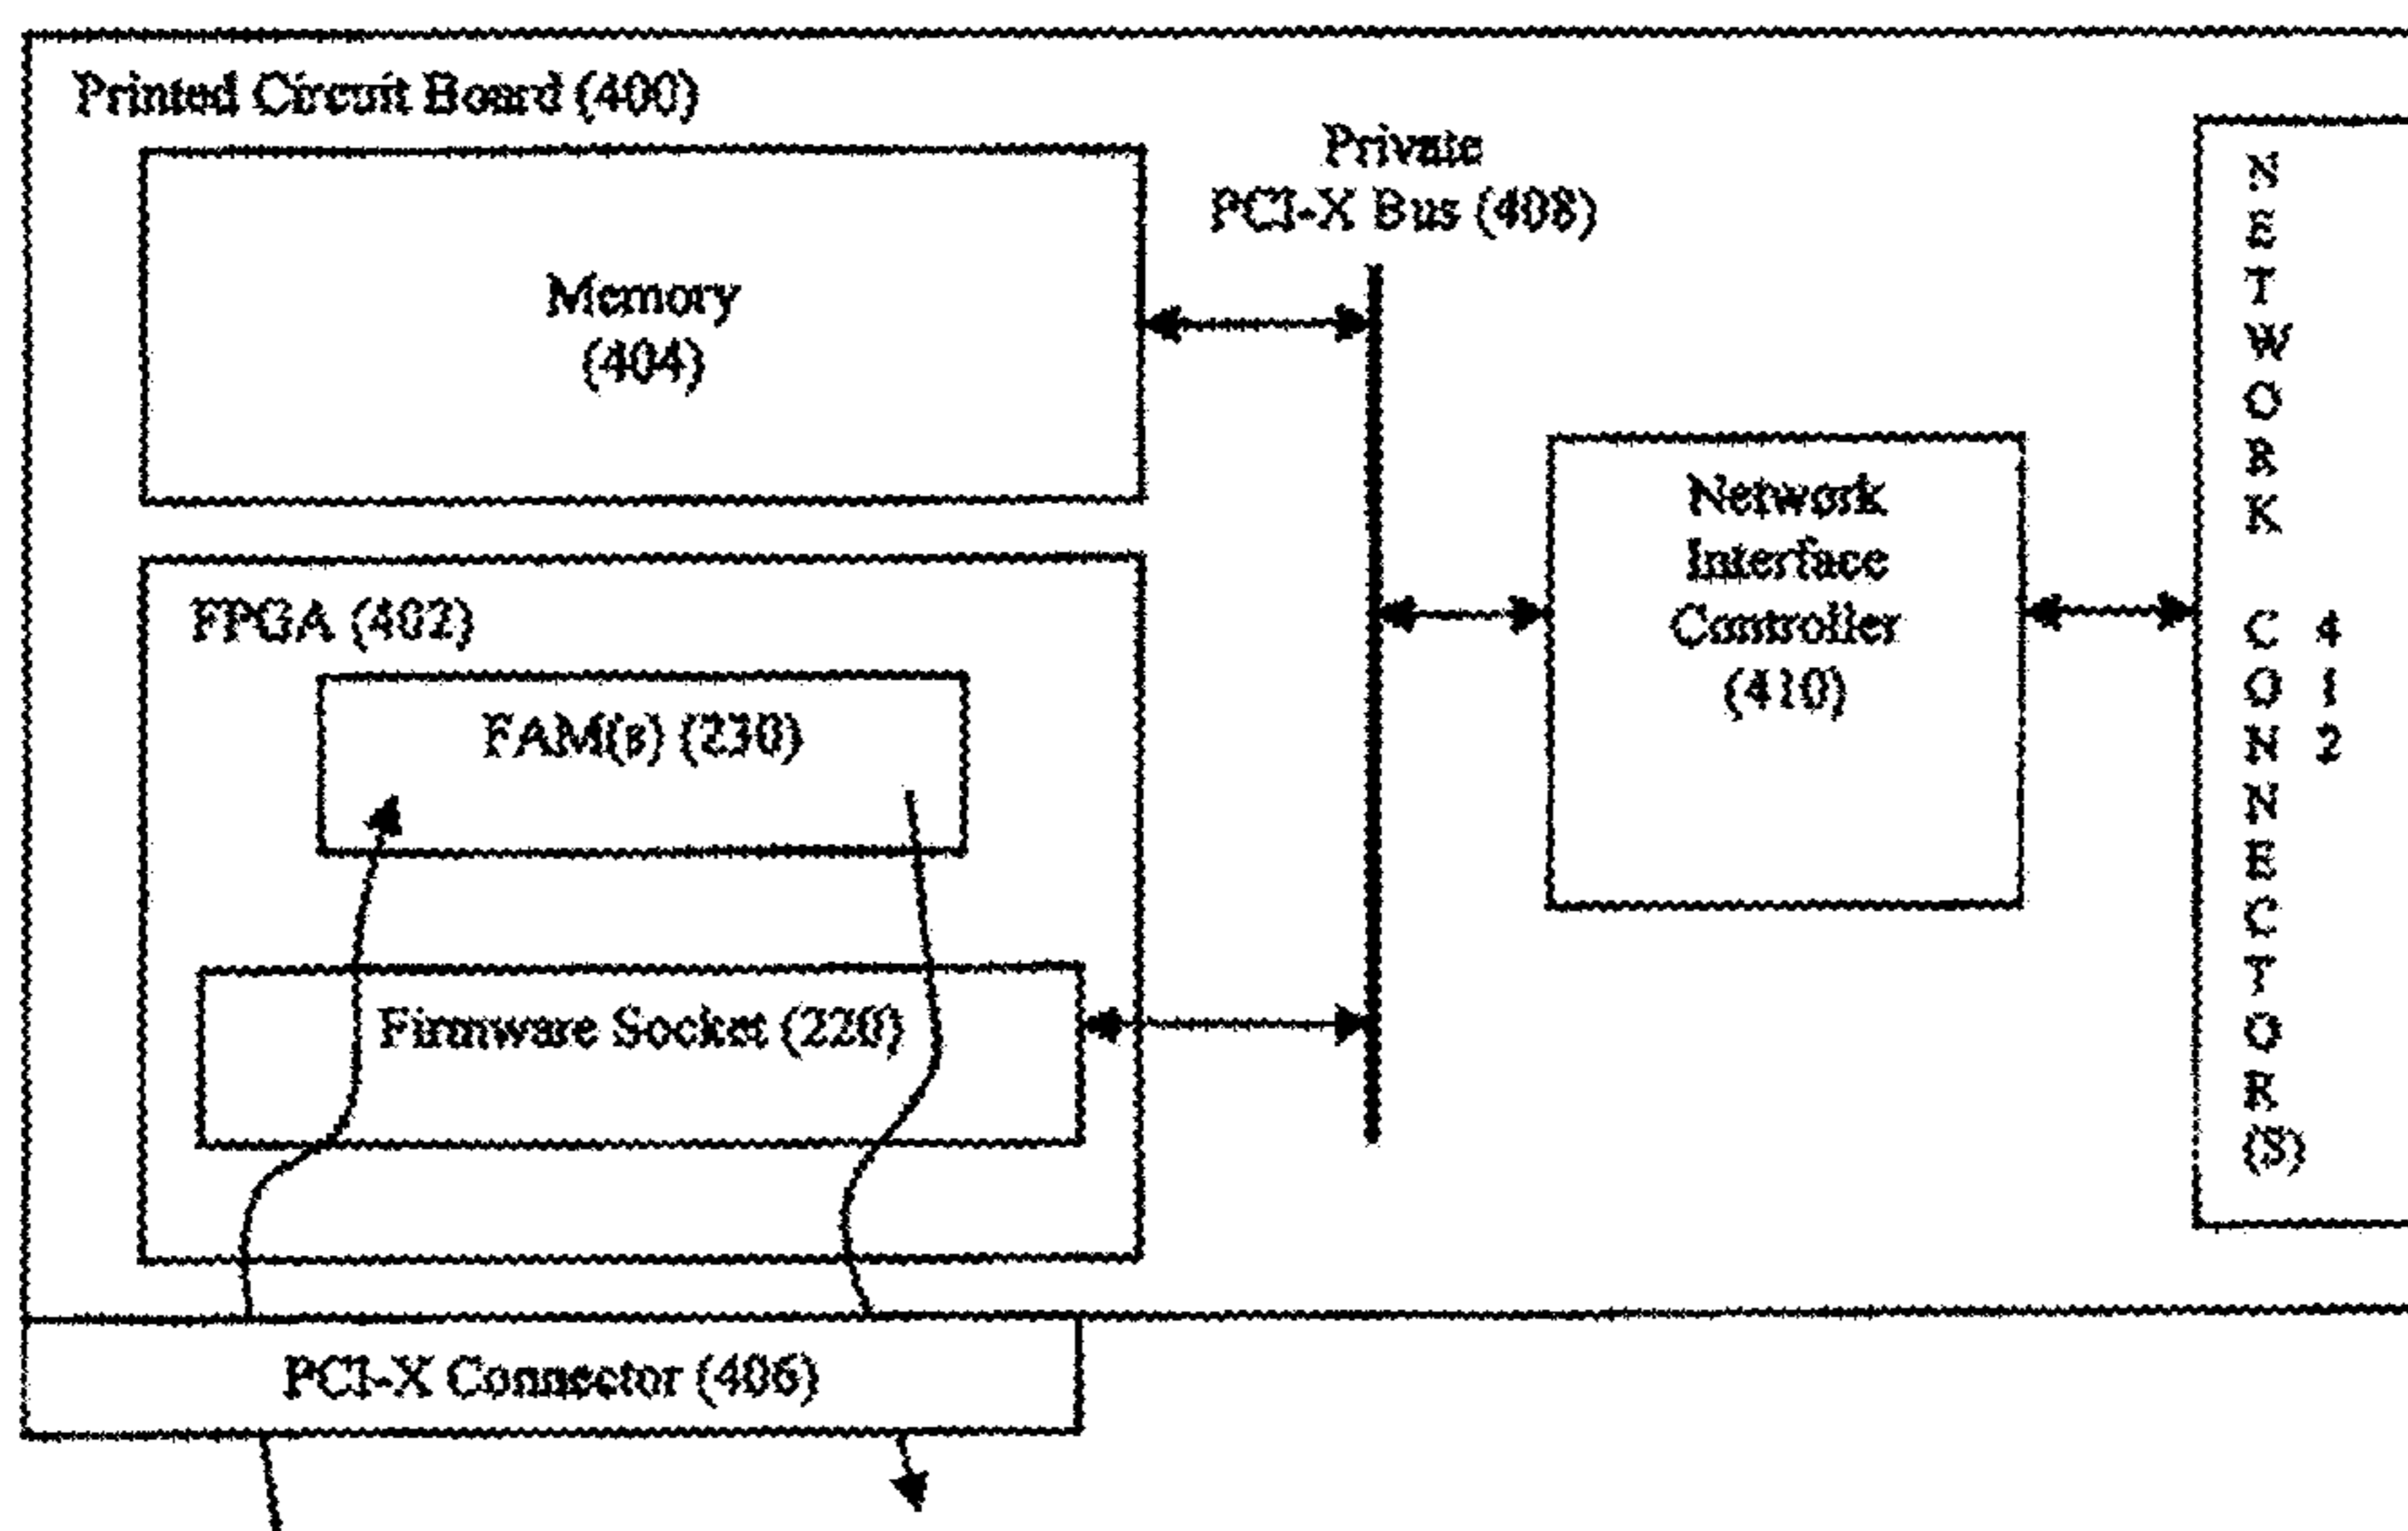 Printed Circuit Board (400)
Private
PCI-X Bus (408)
Memory
(404)
FPGA (402)
FAM(s) (230)
Firmware Socket (220)
Network
Interface
Controller
(410)
NETWORK CONNECTOR(S)
412
PCI-X Connector (406)